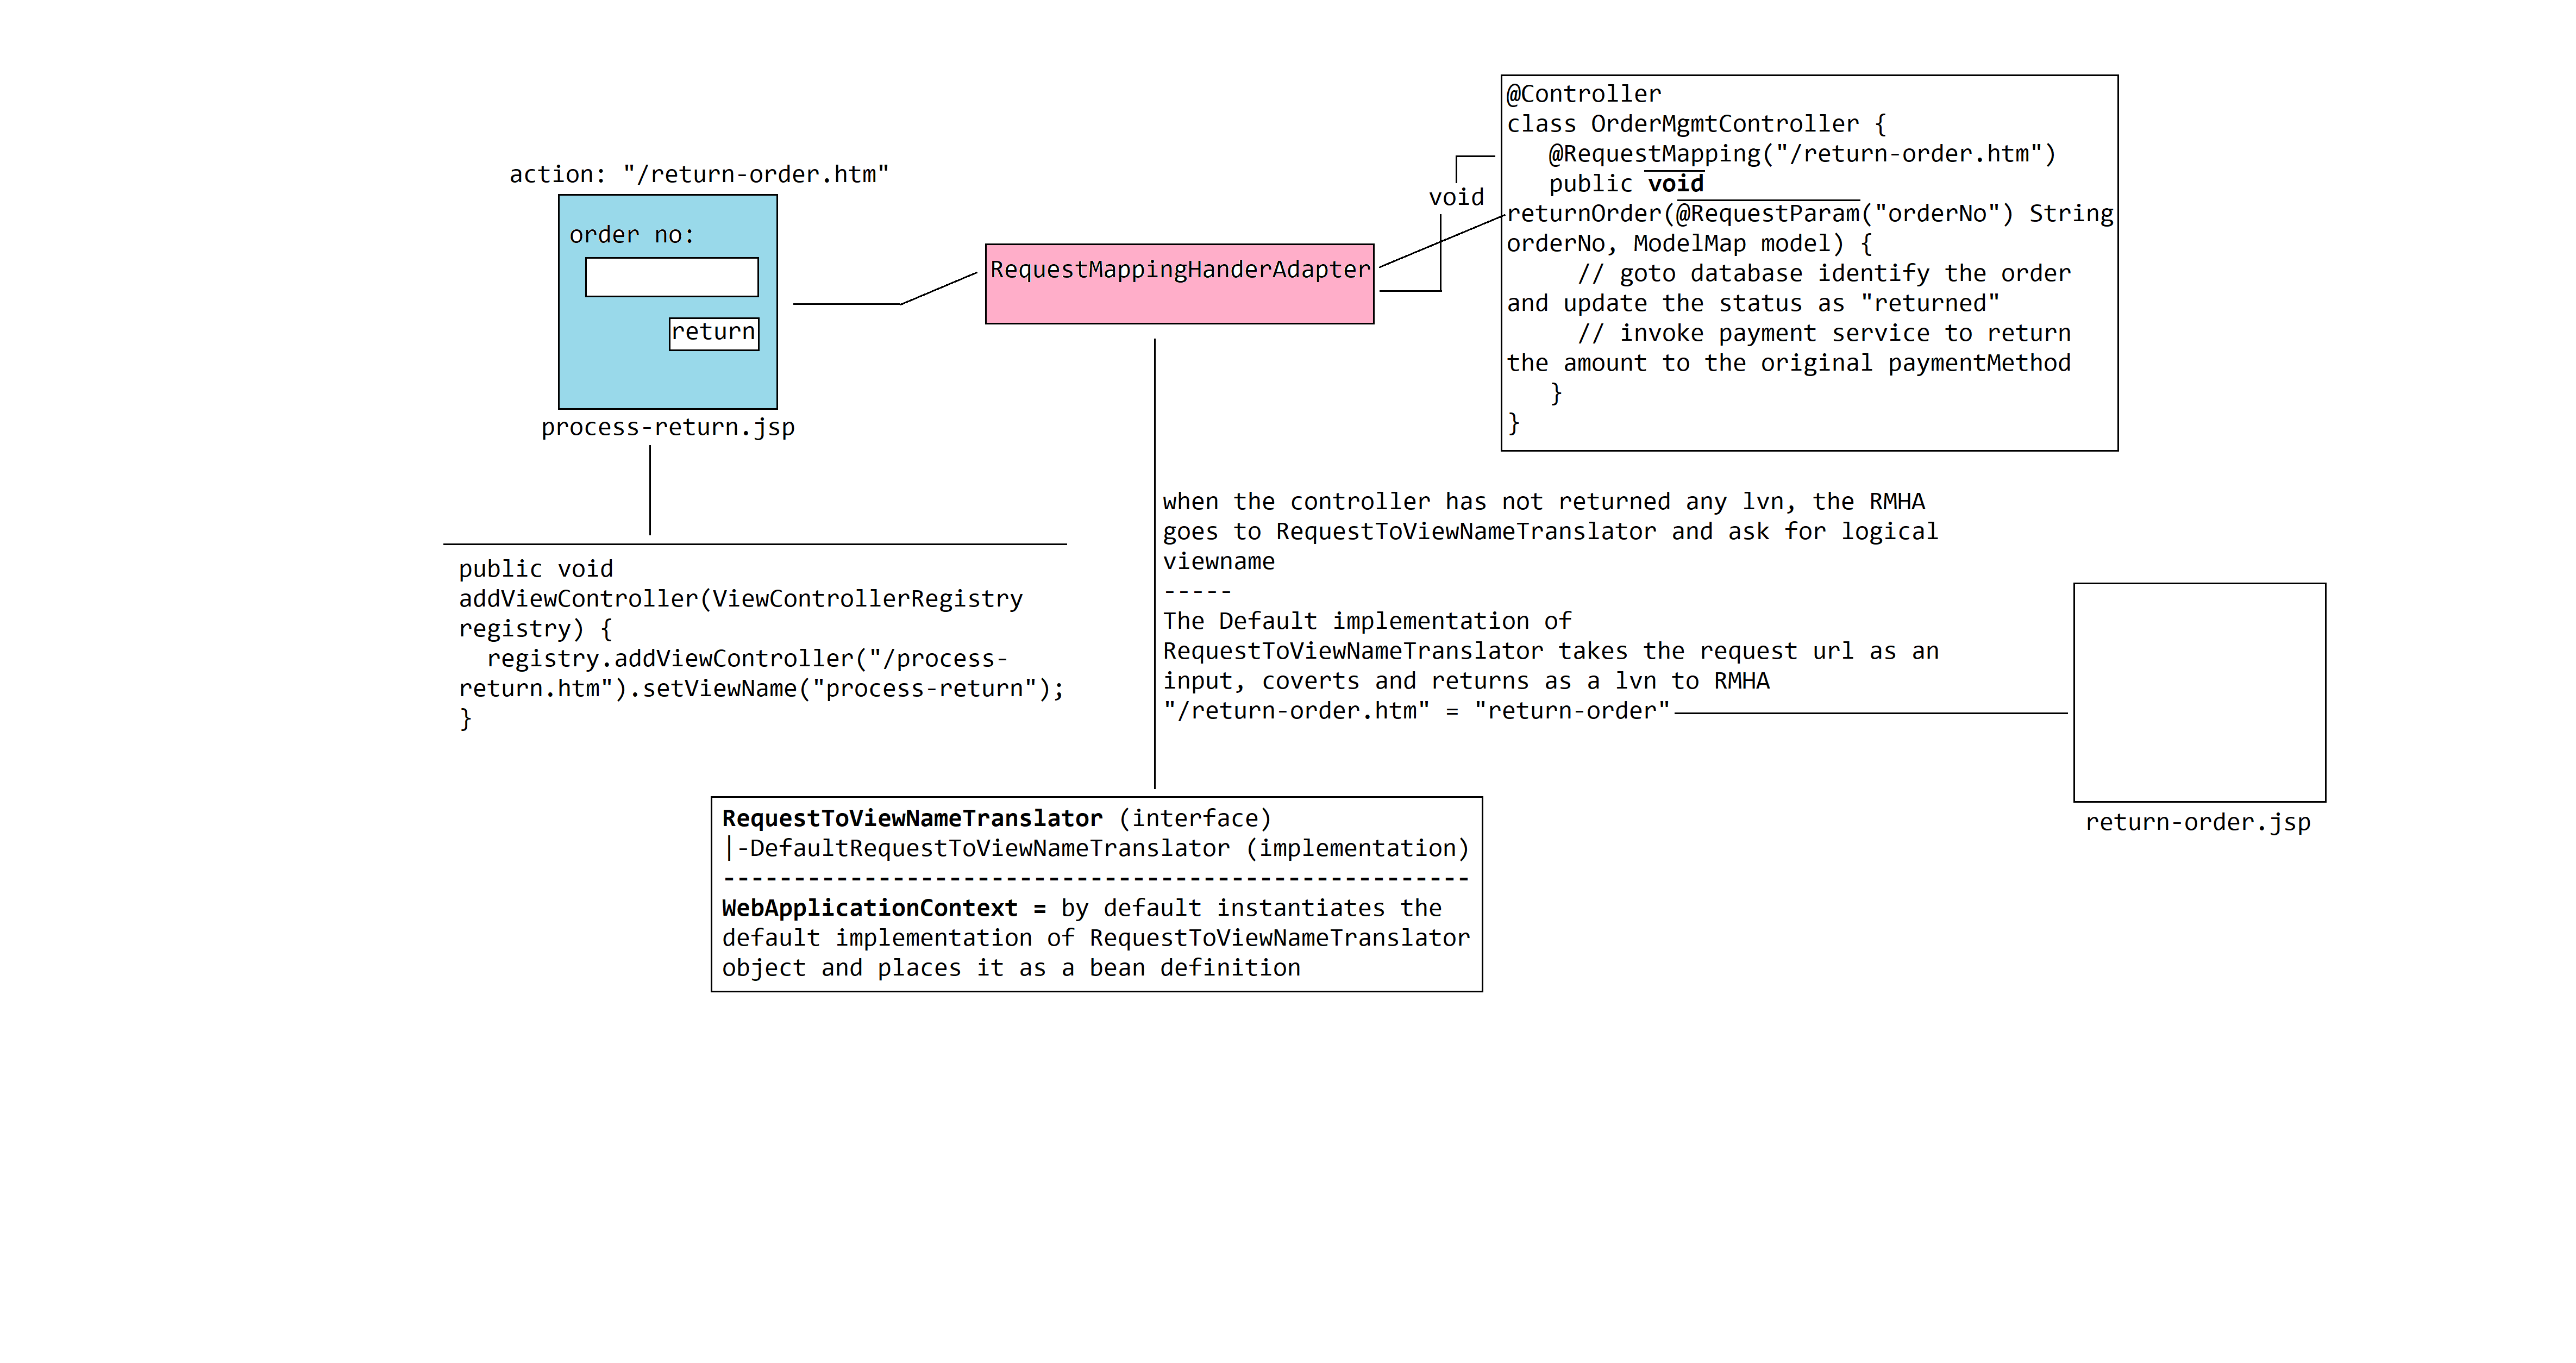 action: "/return-order.htm"
order no:
return
process-return.jsp
public void
addViewController(ViewControllerRegistry
registry) {
  registry.addViewController("/process-
return.htm").setViewName("process-return");
}
RequestMappingHanderAdapter
void
@Controller
class OrderMgmtController {
   @RequestMapping("/return-order.htm")
   public void
returnOrder(@RequestParam("orderNo") String
orderNo, ModelMap model) {
     // goto database identify the order
and update the status as "returned"
     // invoke payment service to return
the amount to the original paymentMethod
   }
}
when the controller has not returned any lvn, the RMHA
goes to RequestToViewNameTranslator and ask for logical
viewname
-----
The Default implementation of
RequestToViewNameTranslator takes the request url as an
input, coverts and returns as a lvn to RMHA
"/return-order.htm" = "return-order"
return-order.jsp
RequestToViewNameTranslator (interface)
|-DefaultRequestToViewNameTranslator (implementation)
-----------------------------------------------------
WebApplicationContext = by default instantiates the
default implementation of RequestToViewNameTranslator
object and places it as a bean definition